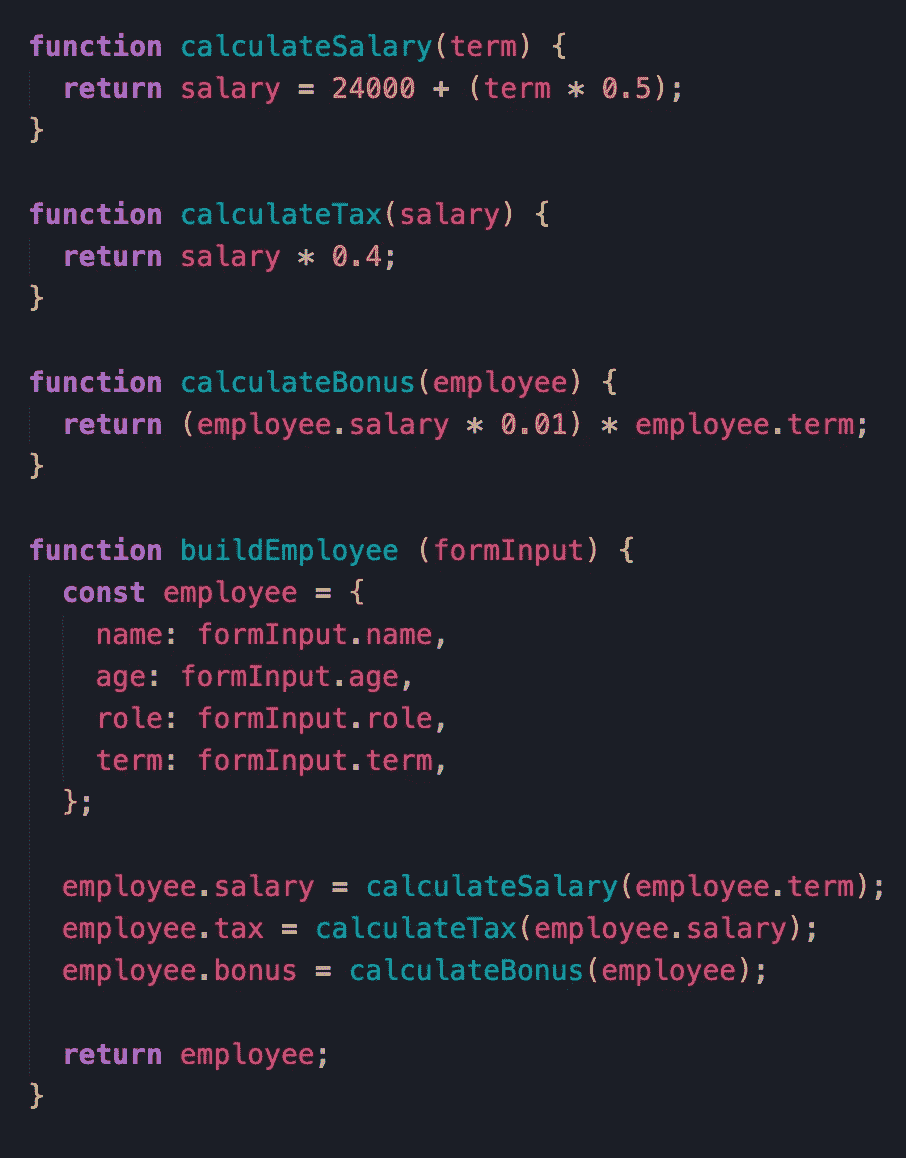 function calculateSalary(term) {
  return salary = 24000 + (term * 0.5);
}

function calculateTax(salary) {
  return salary * 0.4;
}

function calculateBonus(employee) {
  return (employee.salary * 0.01) * employee.term;
}

function buildEmployee (formInput) {
  const employee = {
    name: formInput.name,
    age: formInput.age,
    role: formInput.role,
    term: formInput.term,
  };

  employee.salary = calculateSalary(employee.term);
  employee.tax = calculateTax(employee.salary);
  employee.bonus = calculateBonus(employee);

  return employee;
}